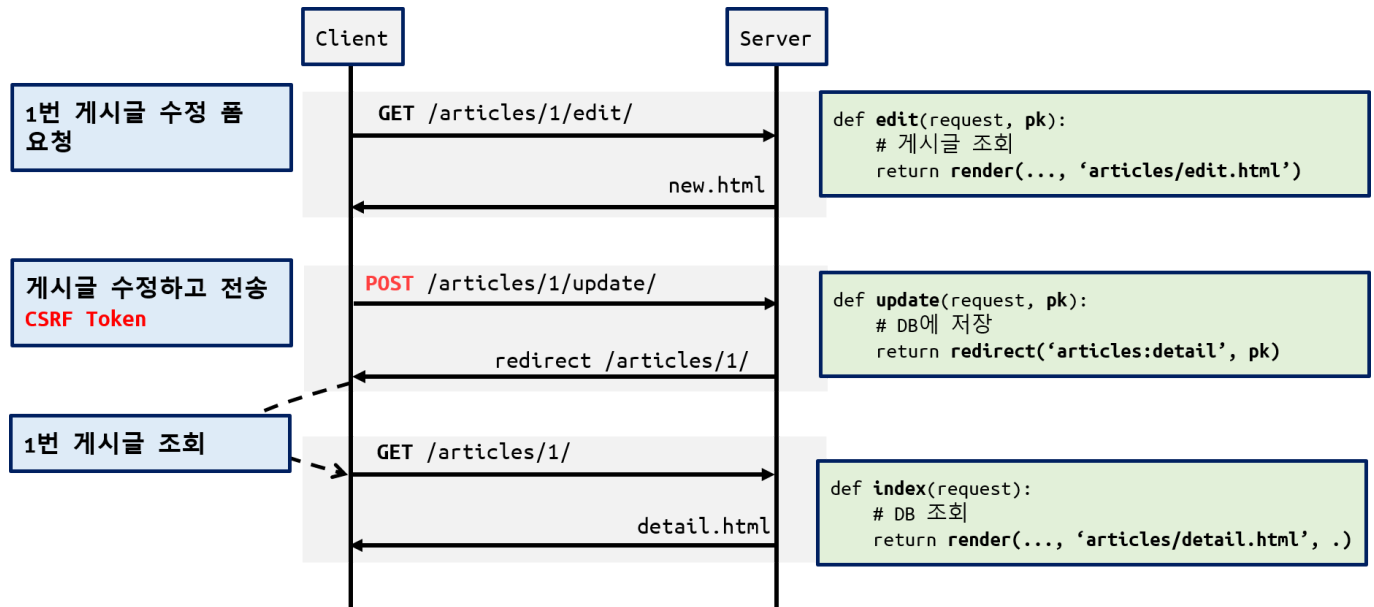 Client
Server
1번 게시글 수정 폼
요청
GET /articles/1/edit/
new.html
def edit(request, pk):
# 게시글 조회
return render(..., ‘articles/edit.html’)
게시글 수정하고 전송
CSRF Token
POST /articles/1/update/
redirect /articles/1/
def update(request, pk):
# DB에 저장
return redirect(‘articles:detail’, pk)
1번 게시글 조회
GET /articles/1/
detail.html
def index(request):
# DB 조회
return render(..., ‘articles/detail.html’, .)